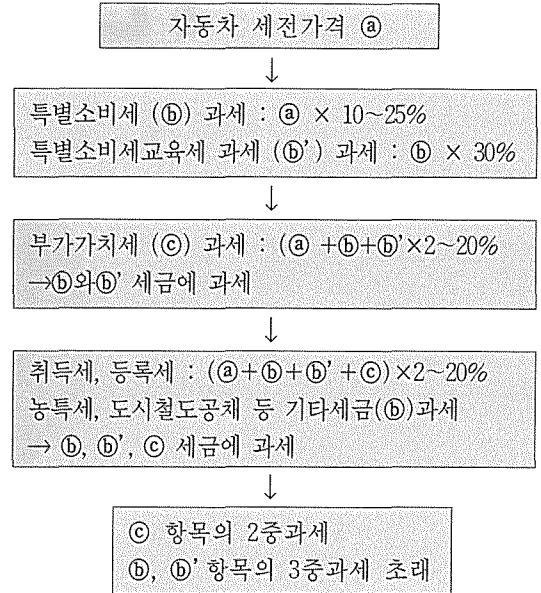 자동차 세전가격 ⓐ
↓
특별소비세 (ⓑ) 과세 : ⓐ × 10~25%
특별소비세교육세 과세 (ⓑ’) 과세 : ⓑ × 30%
↓
부가가치세 (ⓒ) 과세 : (ⓐ +ⓑ+ⓑ’×2~20%
→ⓑ와ⓑ’ 세금에 과세
↓
취득세, 등록세 : (ⓐ+ⓑ+ⓑ’+ⓒ)×2~20%
농특세, 도시철도공채 등 기타세금(ⓑ)과세
→ ⓑ, ⓑ’, ⓒ 세금에 과세
↓
ⓒ 항목의 2중과세
ⓑ, ⓑ’ 항목의 3중과세 초래